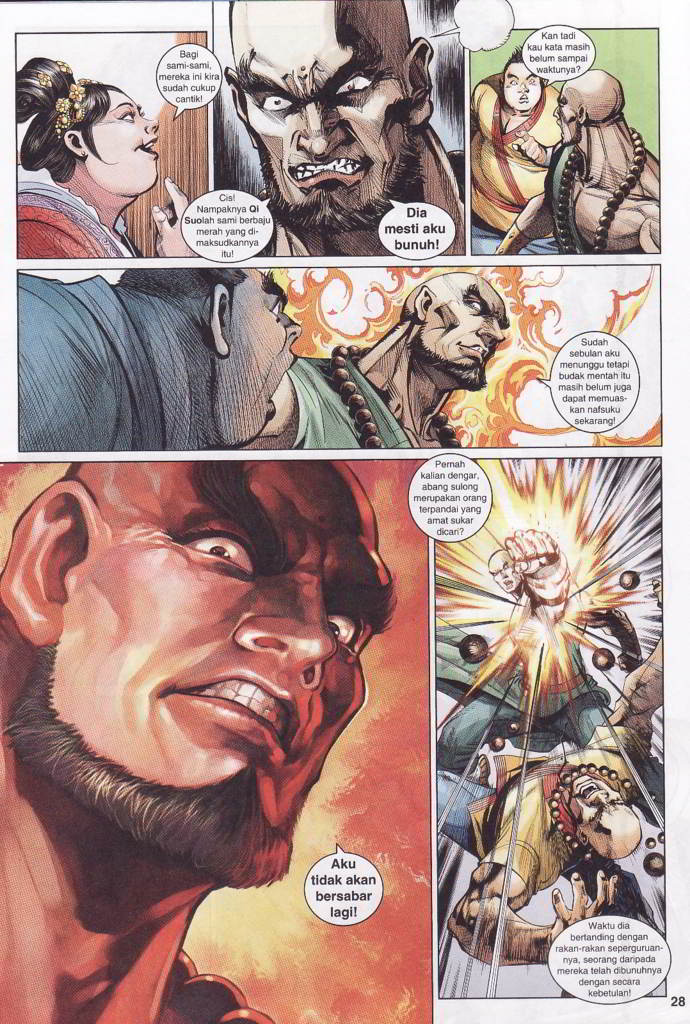 Bagi
sami-sami,
mereka ini kira
sudah cukup
cantik!
Cis!
Nampaknya Qi
Suolah sami berbaju
merah yang di-
maksudkannya
itu!
Dia
mesti aku
bunuh!
Kan tadi
kau kata masih
belum sampai
waktunya?
Sudah
sebulan aku
menunggu tetapi
budak mentah itu
masih belum juga
dapat memuas-
kan nafsuku
sekarang!
Aku
tidak akan
bersabar
lagi!
Pernah
kalian dengar,
abang sulong
merupakan orang
terpandai yang
amat sukar
dicari?
Waktu dia
bertanding dengan
rakan-rakan seperguruan-
nya, seorang daripada
mereka telah dibunuhnya
dengan secara
kebetulan!
28